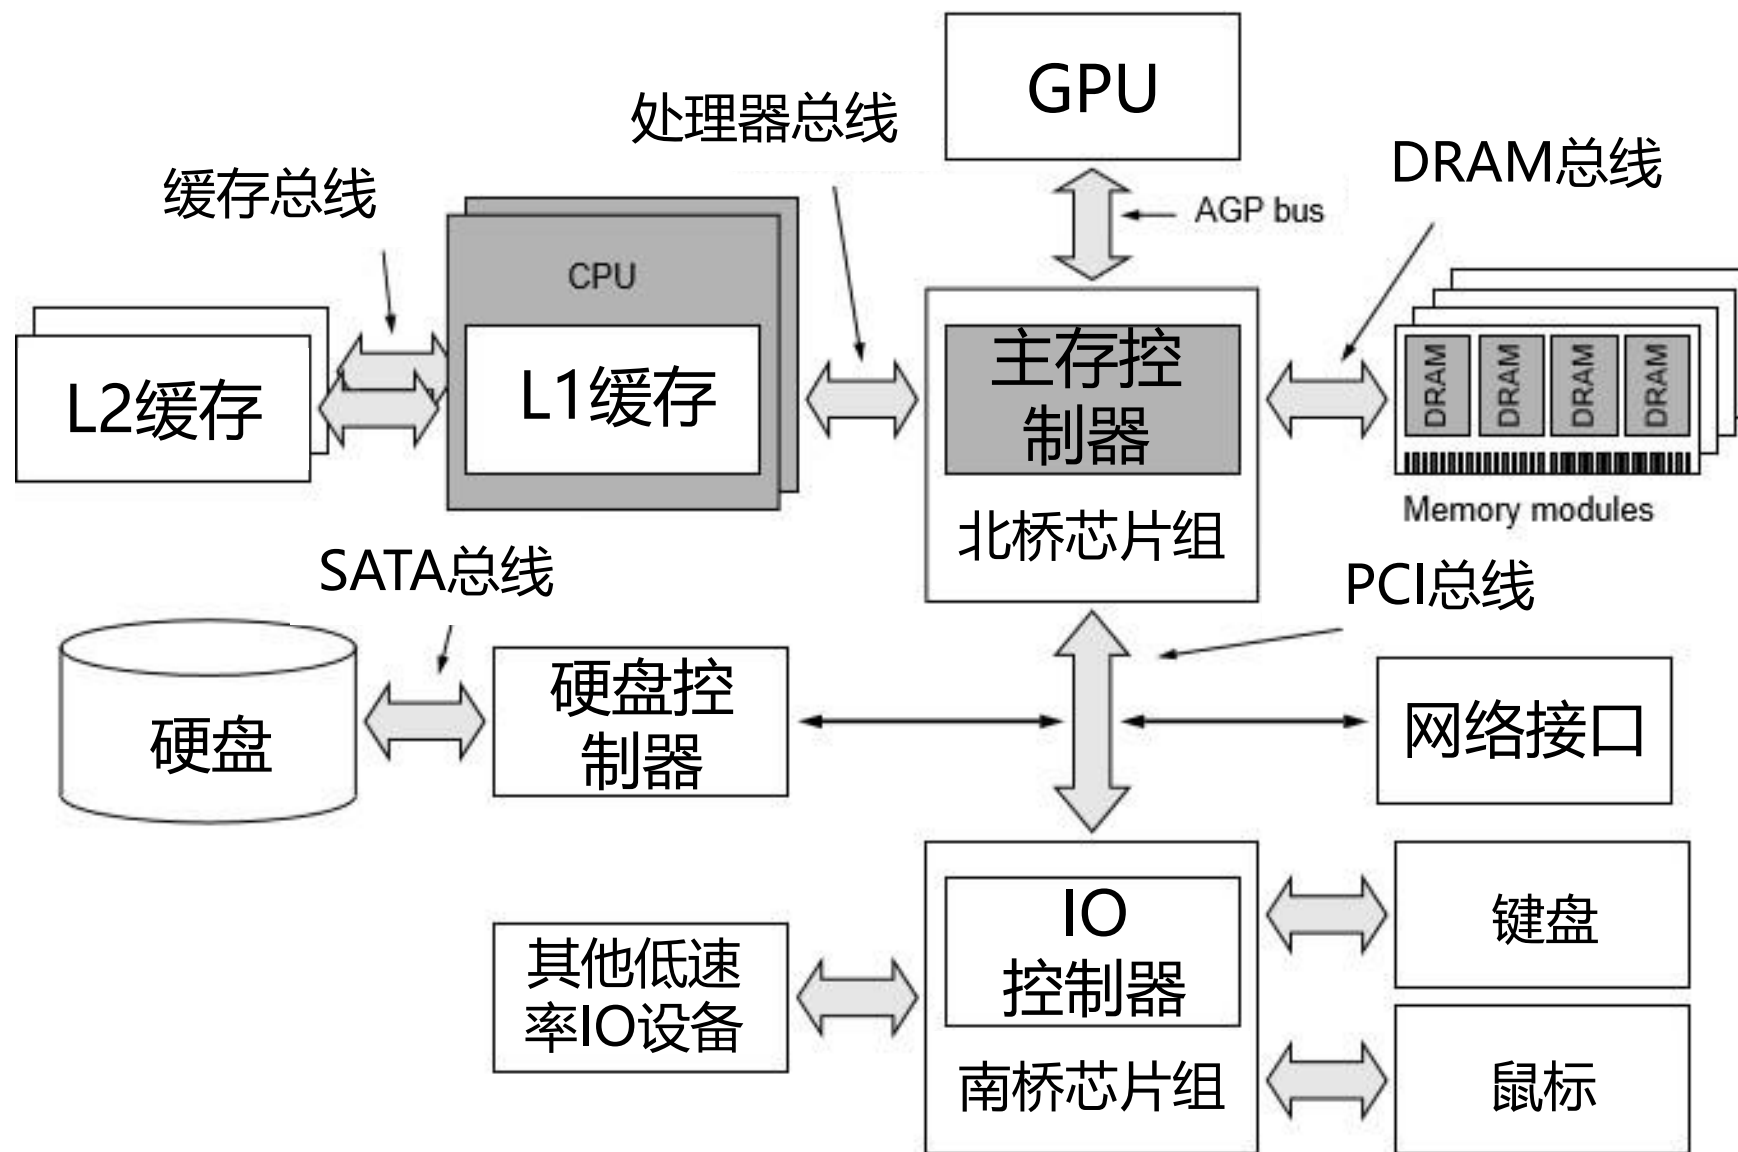 GPU
处理器总线
DRAM总线
缓存总线
AGP bus
CPU
L2缓存
L1缓存
主存控
制器
北桥芯片组
DRAM
DRAM
DRAM
DRAM
Memory modules
SATA总线
PCI总线
硬盘
硬盘控
制器
网络接口
其他低速
率IO设备
IO
控制器
南桥芯片组
键盘
鼠标